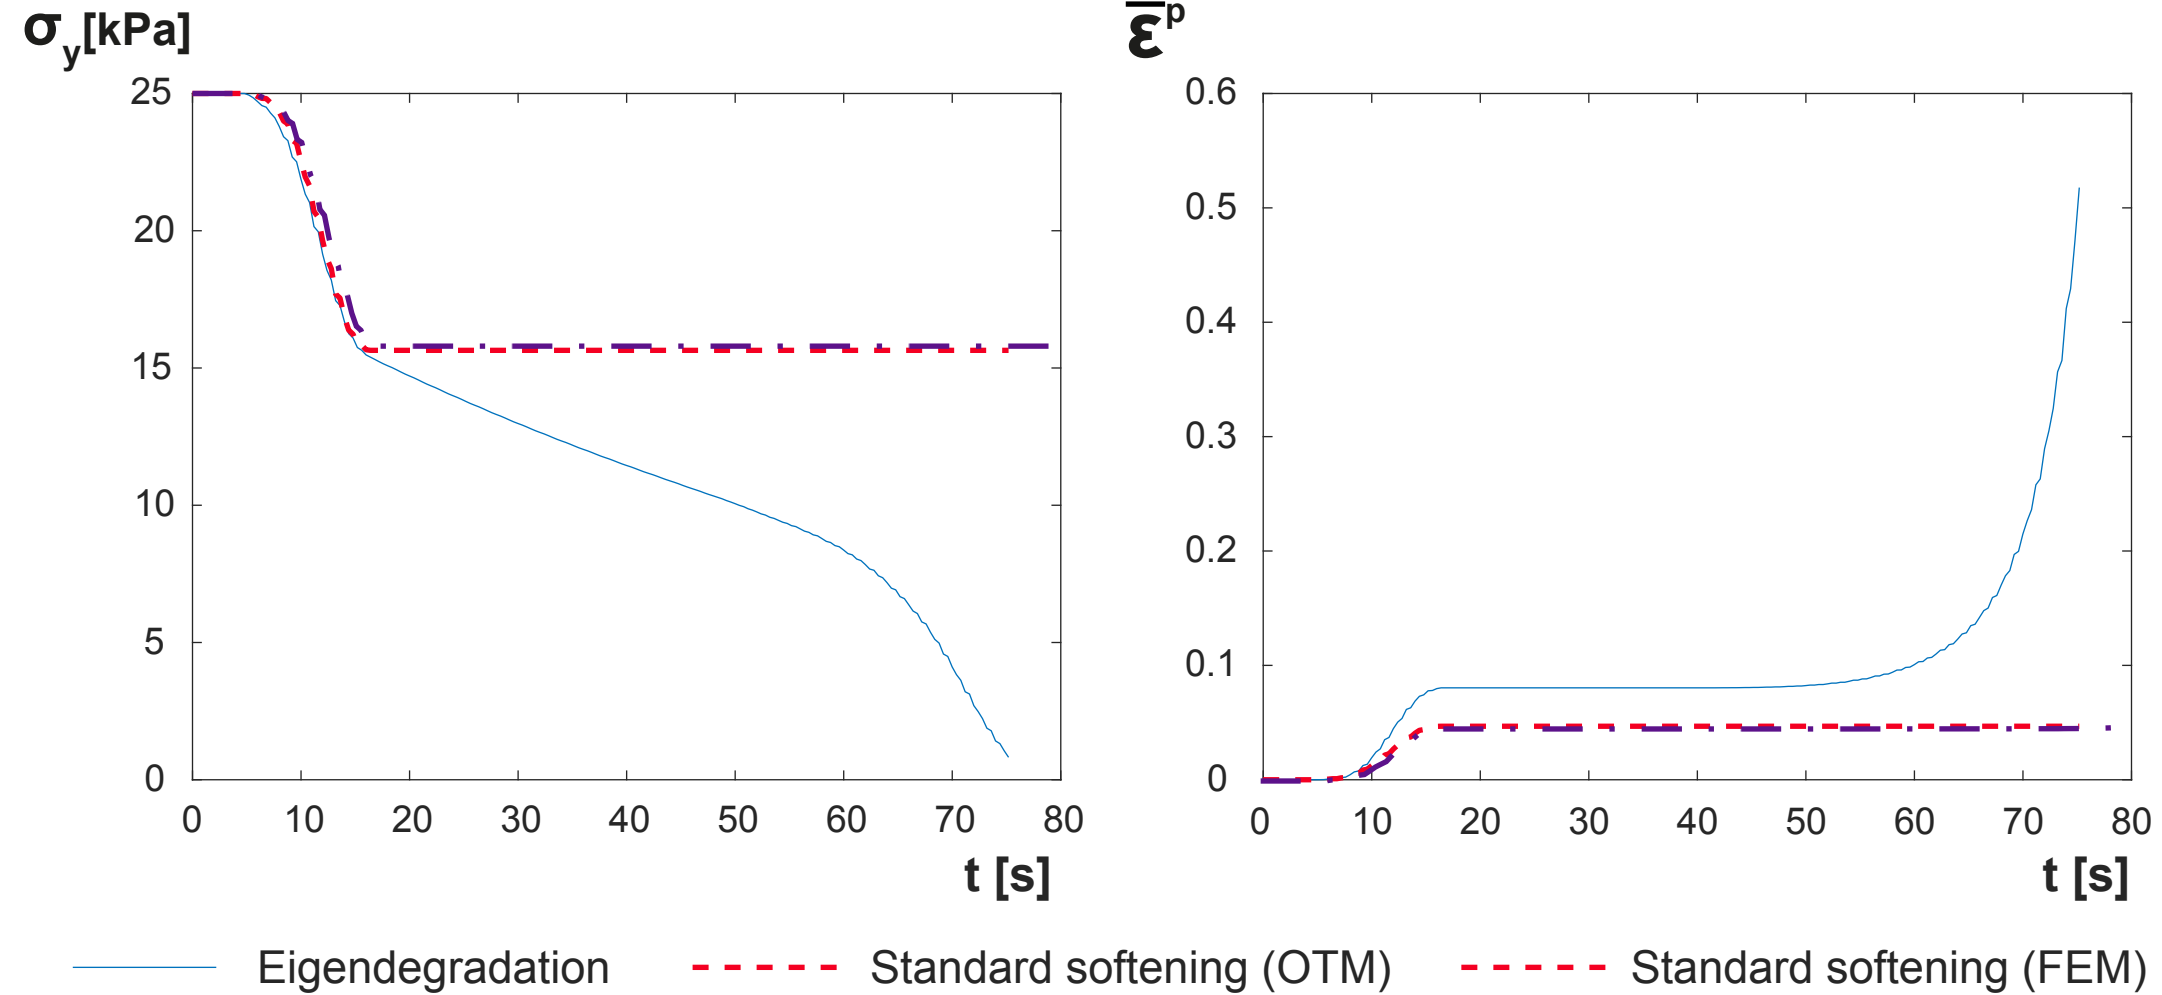 σy[kPa]
25
20
15
10
5
0
0 10 20 30 40 50 60 70 80
t [s]
ε̅p
0.6
0.5
0.4
0.3
0.2
0.1
0
0 10 20 30 40 50 60 70 80
t [s]
Eigendegradation Standard softening (OTM) Standard softening (FEM)